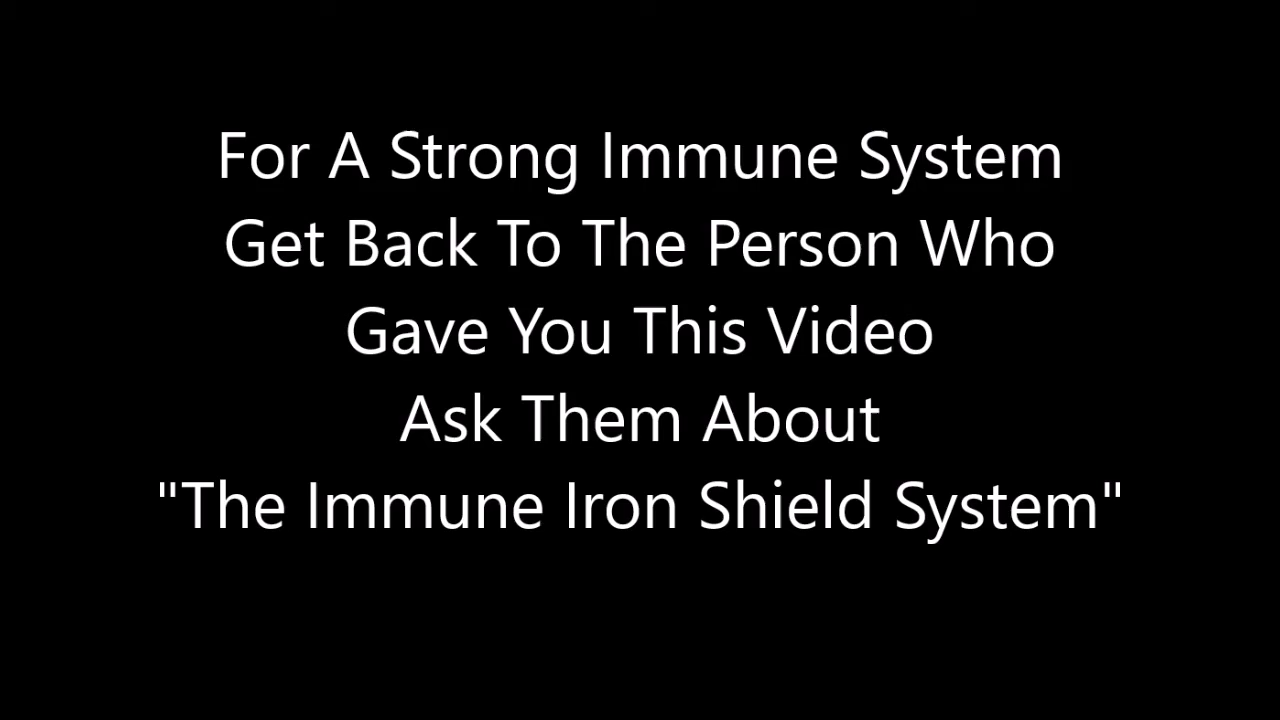 For A Strong Immune System
Get Back To The Person Who
Gave You This Video
Ask Them About
"The Immune Iron Shield System"